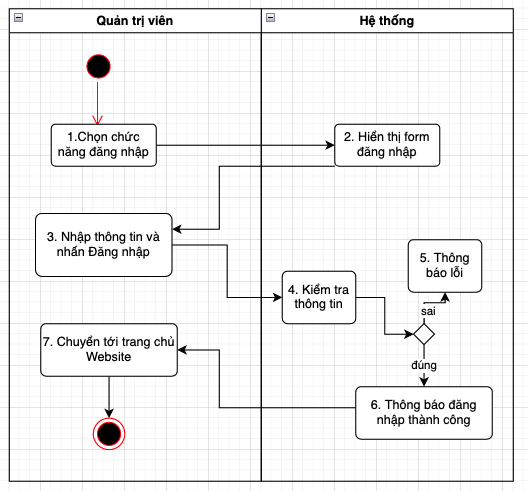 Quản trị viên
Hệ thống
1.Chọn chức
năng đăng nhập
2. Hiển thị form
đăng nhập
3. Nhập thông tin và
nhấn Đăng nhập
4. Kiểm tra
thông tin
5. Thông
báo lỗi
sai
đúng
6. Thông báo đăng
nhập thành công
7. Chuyển tới trang chủ
Website